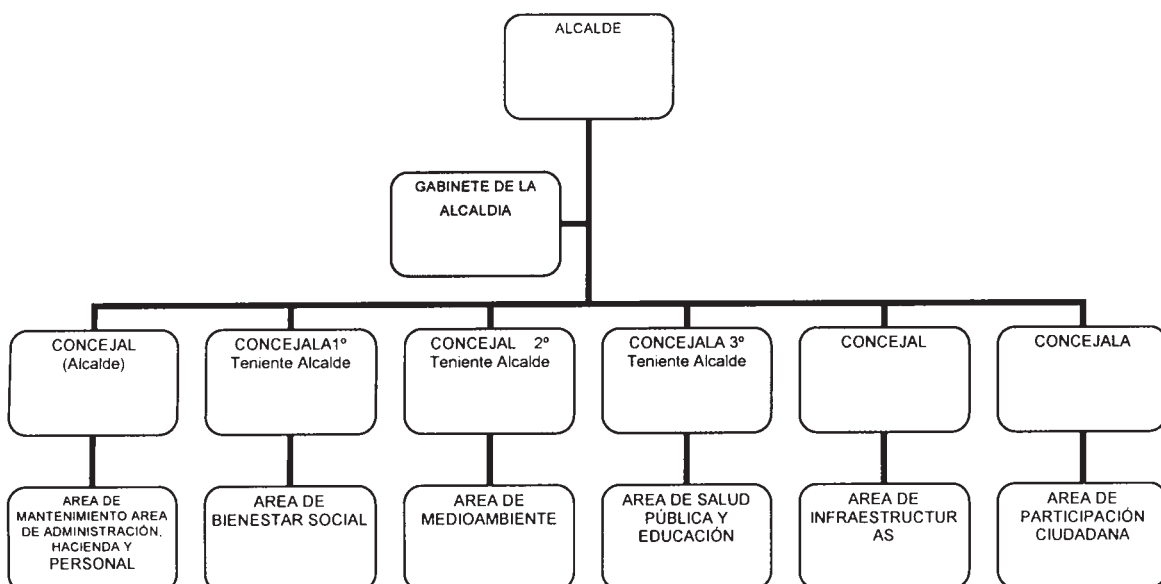 ALCALDE
GABINETE DE LA
ALCALDIA
CONCEJAL
(Alcalde)
CONCEJALA1º
Teniente Alcalde
CONCEJAL 2º
Teniente Alcalde
CONCEJALA 3º
Teniente Alcalde
CONCEJAL
CONCEJALA
AREA DE
MANTENIMIENTO AREA
DE ADMINISTRACIÓN,
HACIENDA Y
PERSONAL
AREA DE
BIENESTAR SOCIAL
AREA DE
MEDIOAMBIENTE
AREA DE SALUD
PÚBLICA Y
EDUCACIÓN
AREA DE
INFRAESTRUCTUR
AS
AREA DE
PARTICIPACIÓN
CIUDADANA